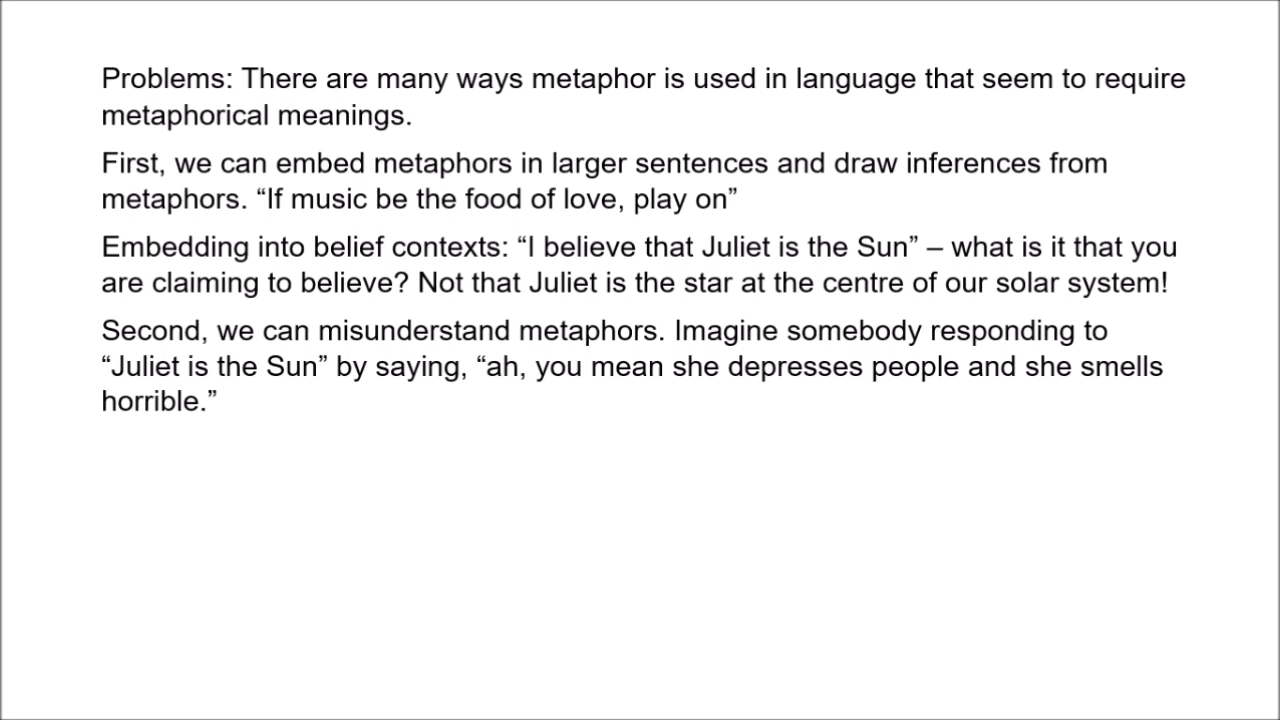 Problems: There are many ways metaphor is used in language that seem to require
metaphorical meanings.
First, we can embed metaphors in larger sentences and draw inferences from
metaphors. “If music be the food of love, play on”
Embedding into belief contexts: “I believe that Juliet is the Sun” – what is it that you
are claiming to believe? Not that Juliet is the star at the centre of our solar system!
Second, we can misunderstand metaphors. Imagine somebody responding to
“Juliet is the Sun” by saying, “ah, you mean she depresses people and she smells
horrible.”